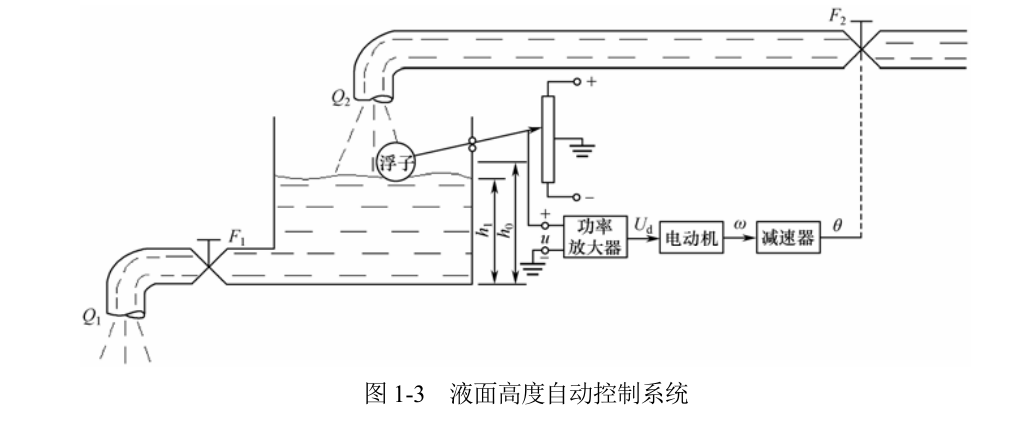 F₂
Q₂
+
浮子
−
+
u
−
功率
放大器
U_d
电动机
ω
减速器
θ
h₁
h₀
F₁
Q₁
图 1-3 液面高度自动控制系统